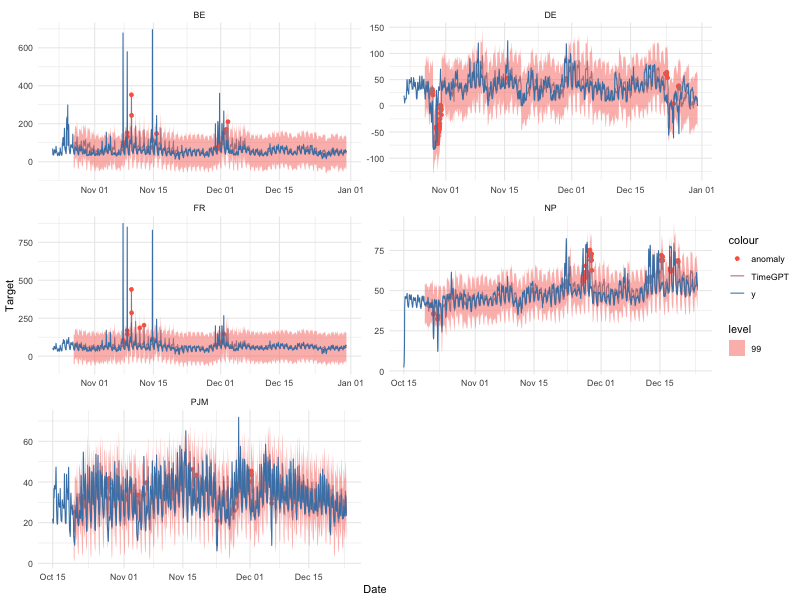 BE
600
400
200
0
Nov 01
Nov 15
Dec 01
Dec 15
Jan 01
DE
150
100
50
0
-50
-100
Nov 01
Nov 15
Dec 01
Dec 15
Jan 01
FR
750
500
250
0
Nov 01
Nov 15
Dec 01
Dec 15
Jan 01
NP
75
50
25
0
Oct 15
Nov 01
Nov 15
Dec 01
Dec 15
PJM
60
40
20
0
Oct 15
Nov 01
Nov 15
Dec 01
Dec 15
Target
Date
colour
anomaly
TimeGPT
y
level
99